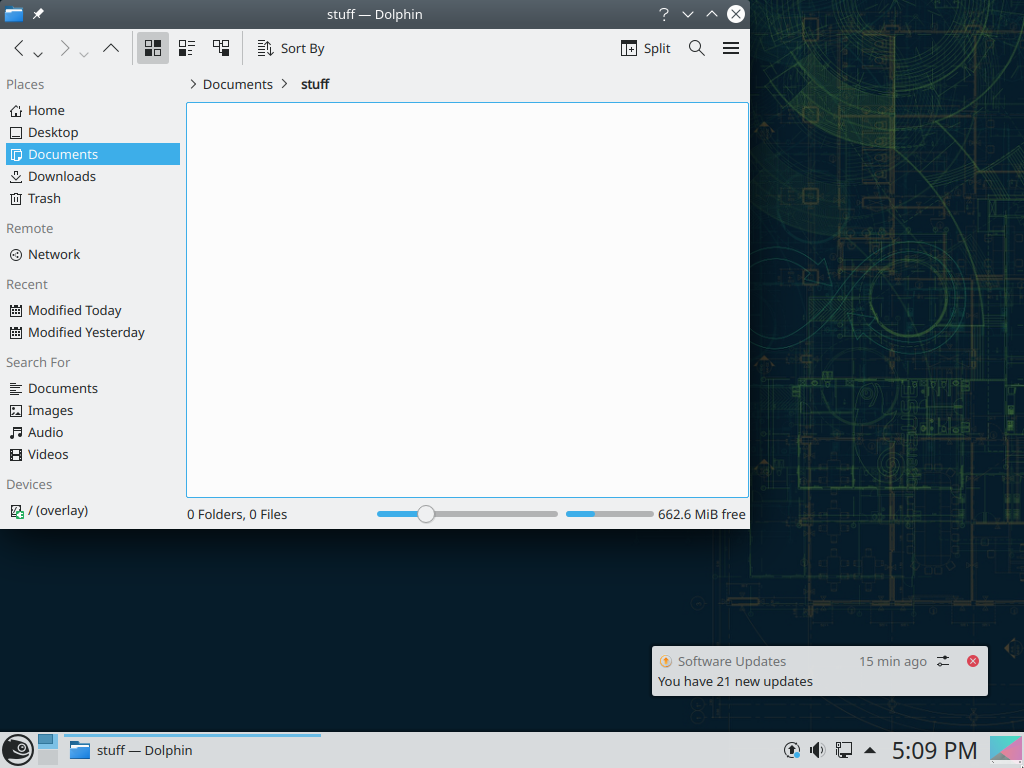 stuff — Dolphin
Sort By
Split
Places
Documents
stuff
Home
Desktop
Documents
Downloads
Trash
Remote
Network
Recent
Modified Today
Modified Yesterday
Search For
Documents
Images
Audio
Videos
Devices
/ (overlay)
0 Folders, 0 Files
662.6 MiB free
Software Updates
15 min ago
You have 21 new updates
stuff — Dolphin
5:09 PM